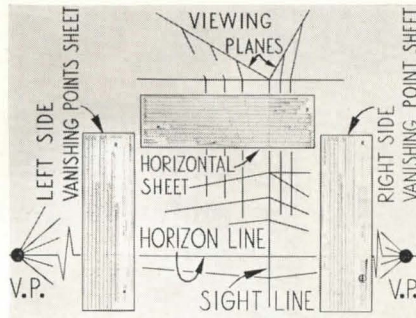 VIEWING
PLANES
LEFT SIDE
VANISHING POINTS SHEET
HORIZONTAL
SHEET
RIGHT SIDE
VANISHING POINT SHEET
HORIZON LINE
V.P.
V.P.
SIGHT LINE